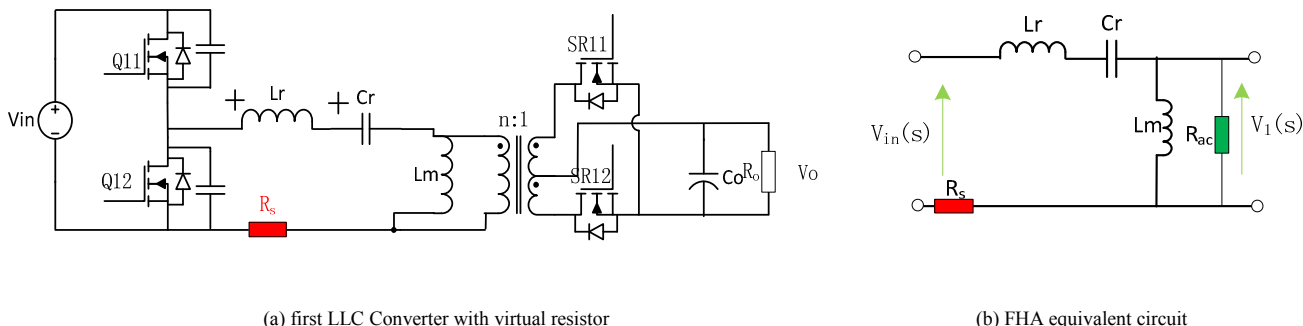 Q11
Vin
+
Lr
+
Cr
Q12
Lm
n:1
SR11
SR12
Co
Ro
Vo
Rs
Lr
Cr
Vin(s)
Lm
Rac
V1(s)
Rs
(a) first LLC Converter with virtual resistor
(b) FHA equivalent circuit